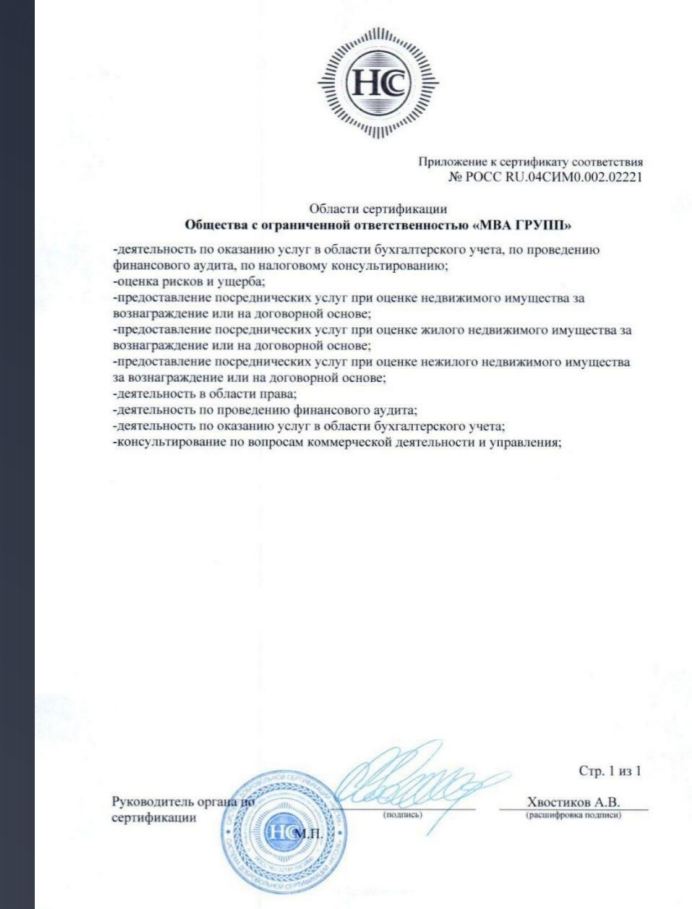 НСС
Приложение к сертификату соответствия
№ РОСС RU.04СИМ0.002.02221
Области сертификации
Общества с ограниченной ответственностью «МВА ГРУПП»
-деятельность по оказанию услуг в области бухгалтерского учета, по проведению
финансового аудита, по налоговому консультированию;
-оценка рисков и ущерба;
-предоставление посреднических услуг при оценке недвижимого имущества за
вознаграждение или на договорной основе;
-предоставление посреднических услуг при оценке жилого недвижимого имущества за
вознаграждение или на договорной основе;
-предоставление посреднических услуг при оценке нежилого недвижимого имущества
за вознаграждение или на договорной основе;
-деятельность в области права;
-деятельность по проведению финансового аудита;
-деятельность по оказанию услуг в области бухгалтерского учета;
-консультирование по вопросам коммерческой деятельности и управления;
Стр. 1 из 1
Руководитель органа по
сертификации
М.П.
(подпись)
Хвостиков А.В.
(расшифровка подписи)